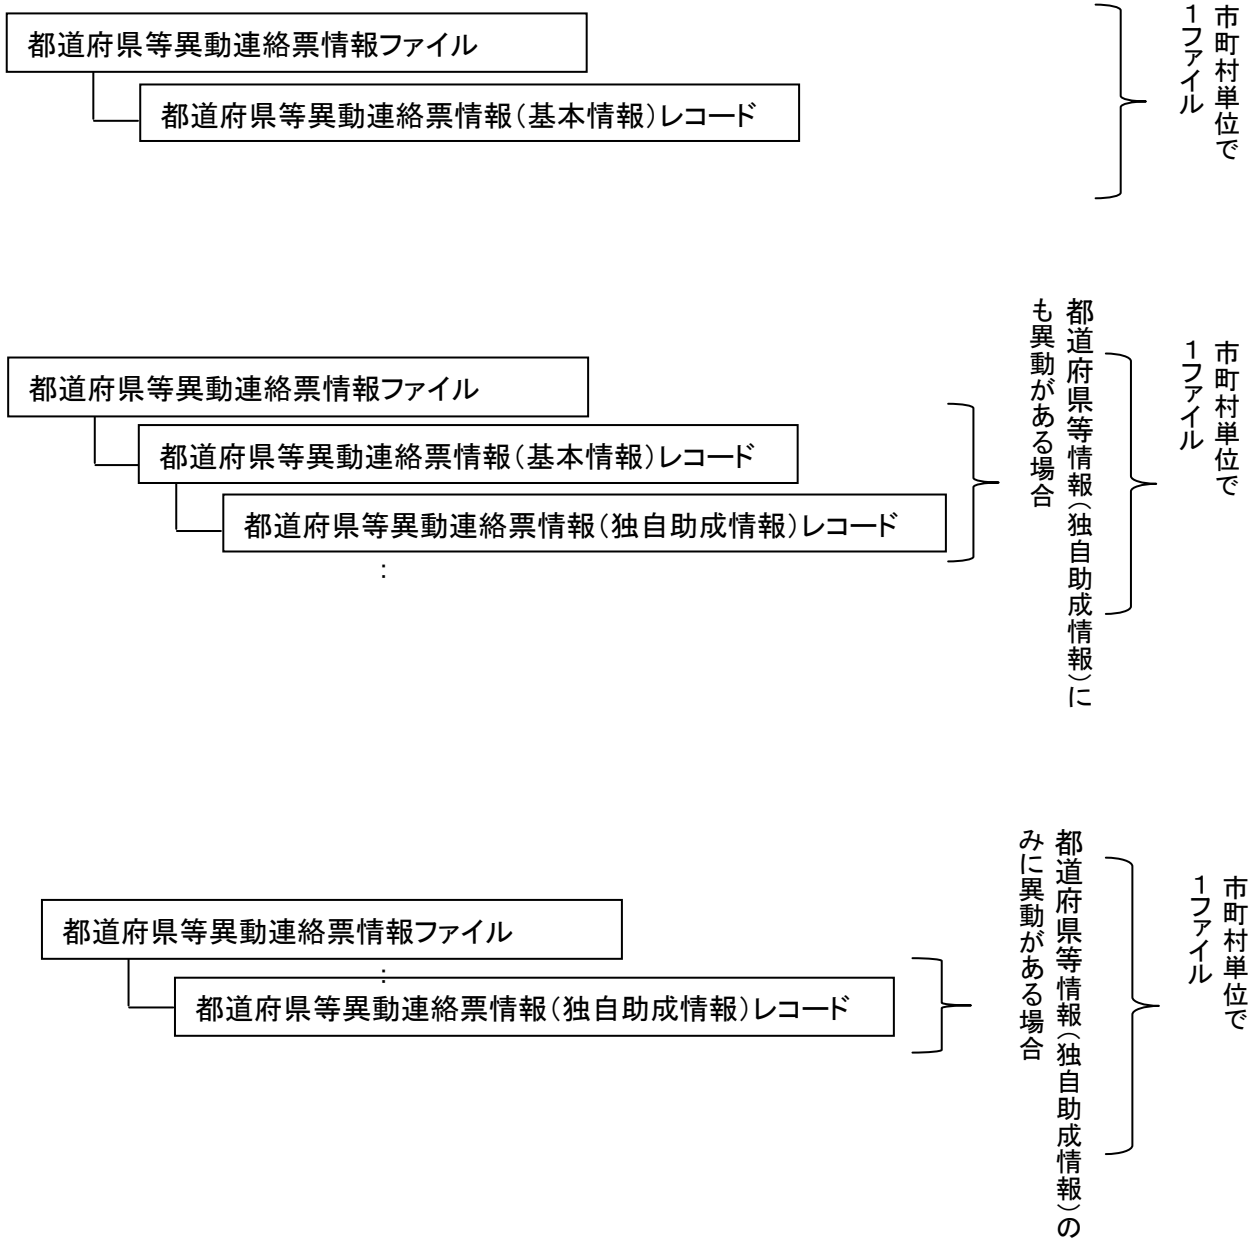 都道府県等異動連絡票情報ファイル
都道府県等異動連絡票情報（基本情報）レコード
市町村単位で
１ファイル
都道府県等異動連絡票情報ファイル
都道府県等異動連絡票情報（基本情報）レコード
都道府県等異動連絡票情報（独自助成情報）レコード
：
都道府県等情報（独自助成情報）に
も異動がある場合
市町村単位で
１ファイル
都道府県等異動連絡票情報ファイル
：
都道府県等異動連絡票情報（独自助成情報）レコード
都道府県等情報（独自助成情報）の
みに異動がある場合
市町村単位で
１ファイル